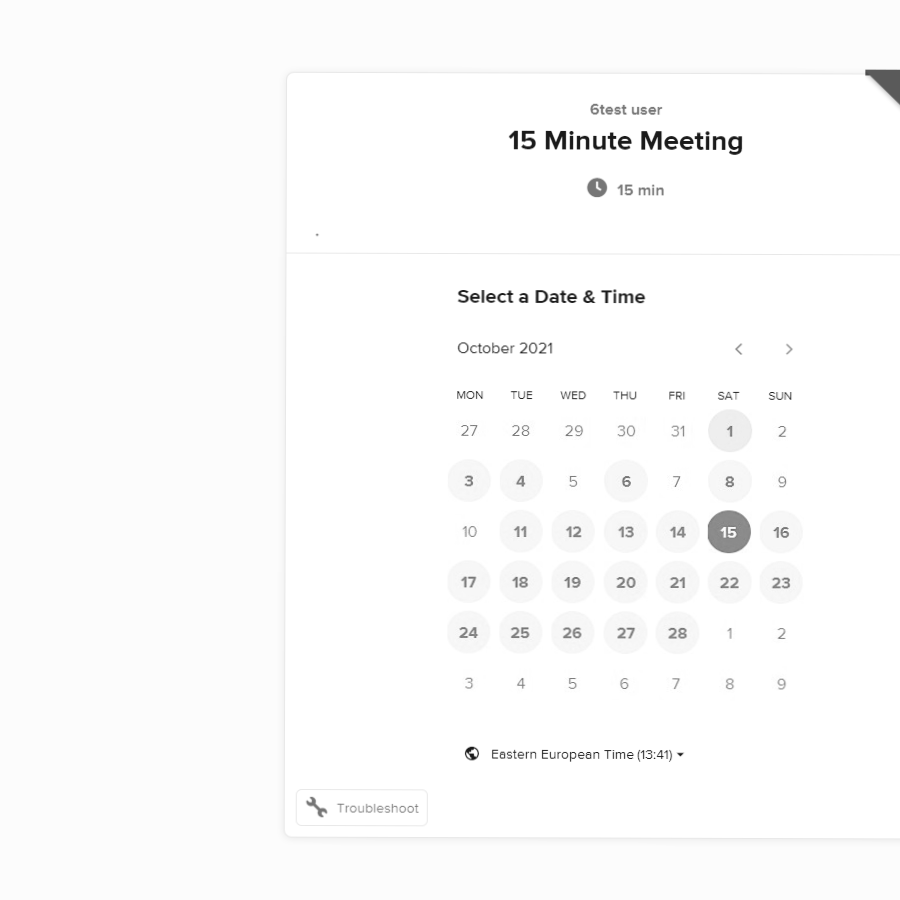 6test user
15 Minute Meeting
15 min
.
Select a Date & Time
October 2021
MON TUE WED THU FRI SAT SUN
27 28 29 30 31 1 2
3 4 5 6 7 8 9
10 11 12 13 14 15 16
17 18 19 20 21 22 23
24 25 26 27 28 1 2
3 4 5 6 7 8 9
Eastern European Time (13:41)
Troubleshoot